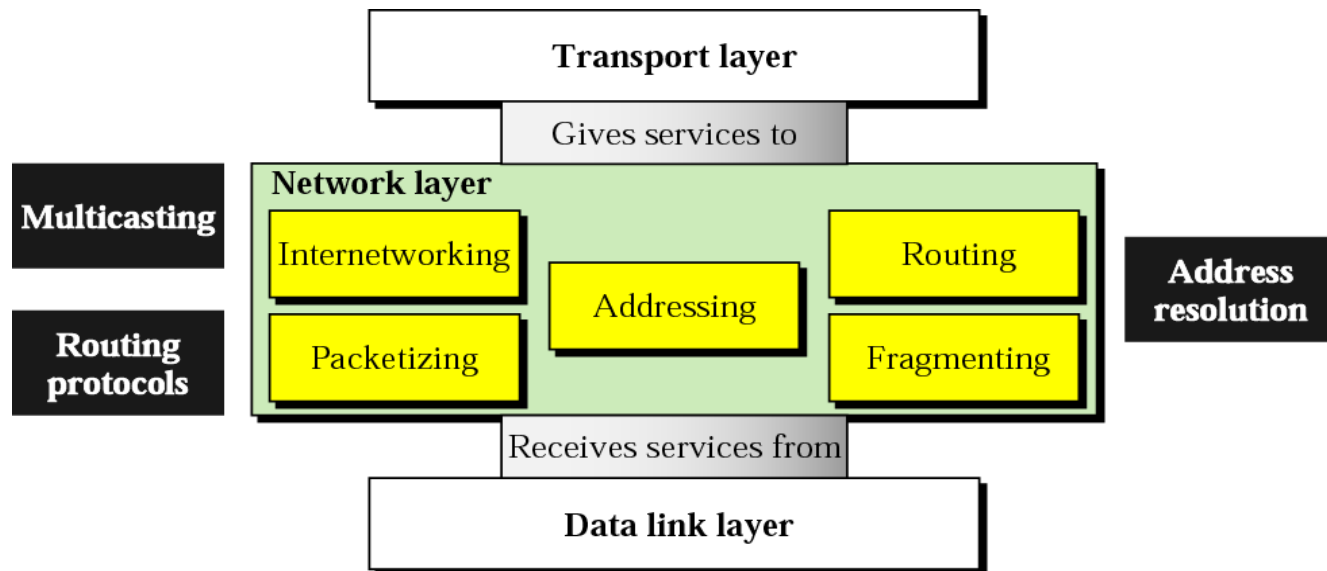 Transport layer
Gives services to
Network layer
Multicasting
Internetworking
Routing
Addressing
Address
resolution
Routing
protocols
Packetizing
Fragmenting
Receives services from
Data link layer